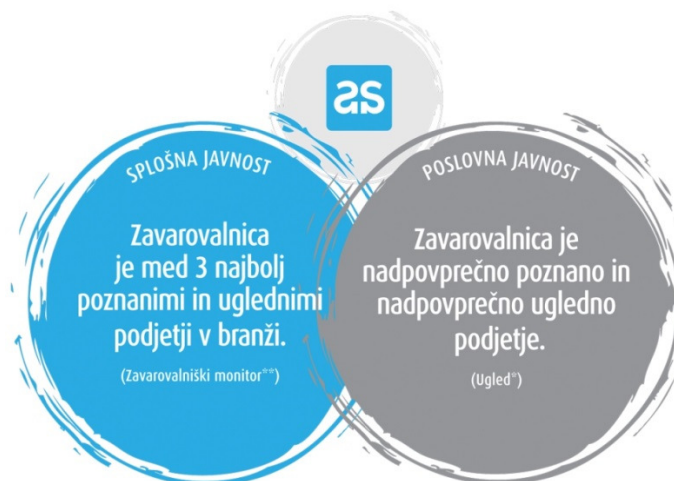 as
SPLOŠNA JAVNOST
Zavarovalnica
je med 3 najbolj
poznanimi in uglednimi
podjetji v branži.
(Zavarovalniški monitor**)
POSLOVNA JAVNOST
Zavarovalnica je
nadpovprečno poznano in
nadpovprečno ugledno
podjetje.
(Ugled*)